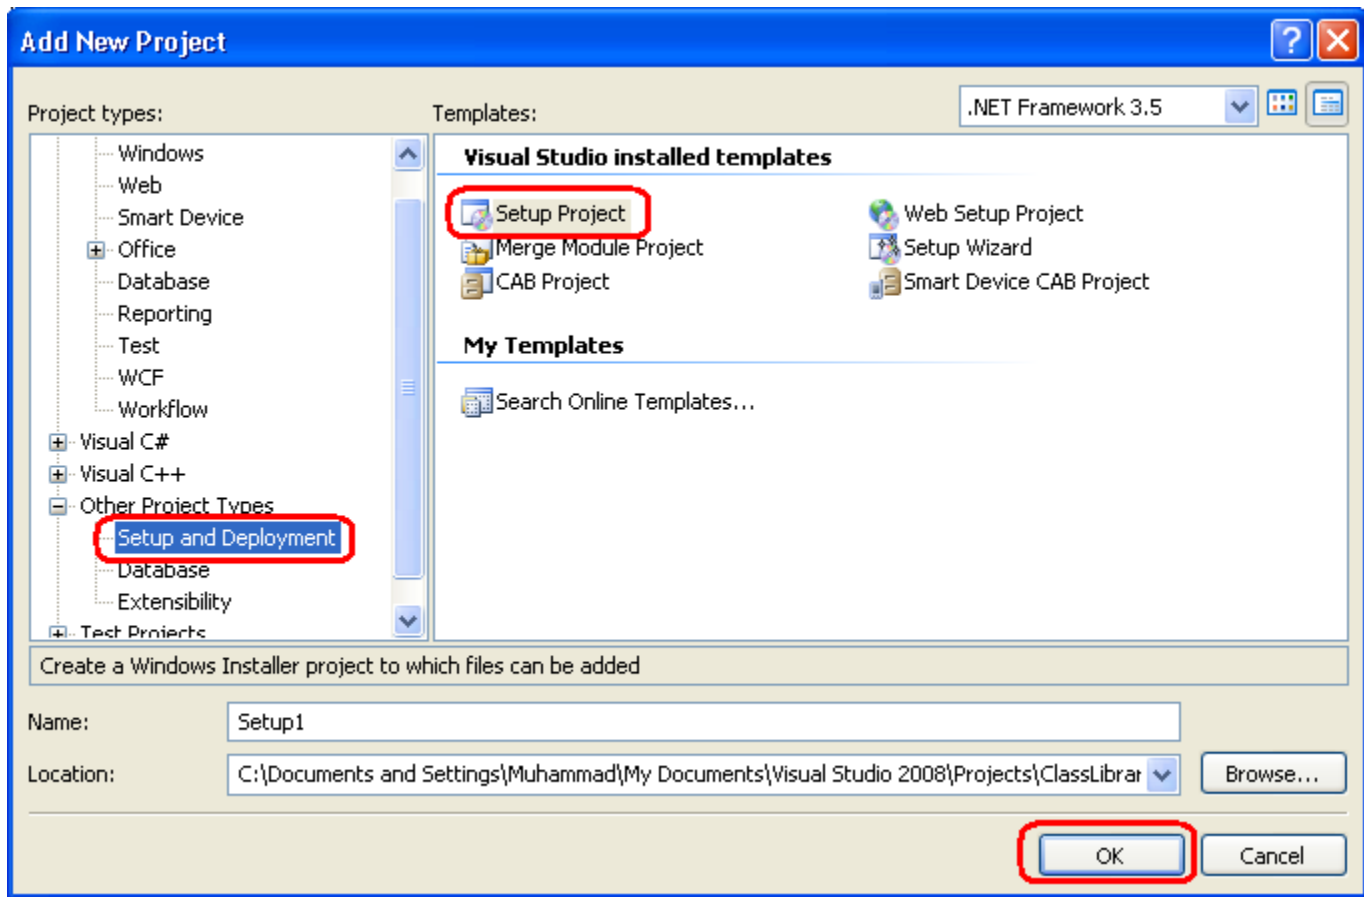 Add New Project
Project types:
Templates:
.NET Framework 3.5
Windows
Web
Smart Device
Office
Database
Reporting
Test
WCF
Workflow
Visual C#
Visual C++
Other Project Types
Setup and Deployment
Database
Extensibility
Test Projects
Visual Studio installed templates
Setup Project
Web Setup Project
Merge Module Project
Setup Wizard
CAB Project
Smart Device CAB Project
My Templates
Search Online Templates...
Create a Windows Installer project to which files can be added
Name:
Setup1
Location:
C:\Documents and Settings\Muhammad\My Documents\Visual Studio 2008\Projects\ClassLibrar
Browse...
OK
Cancel